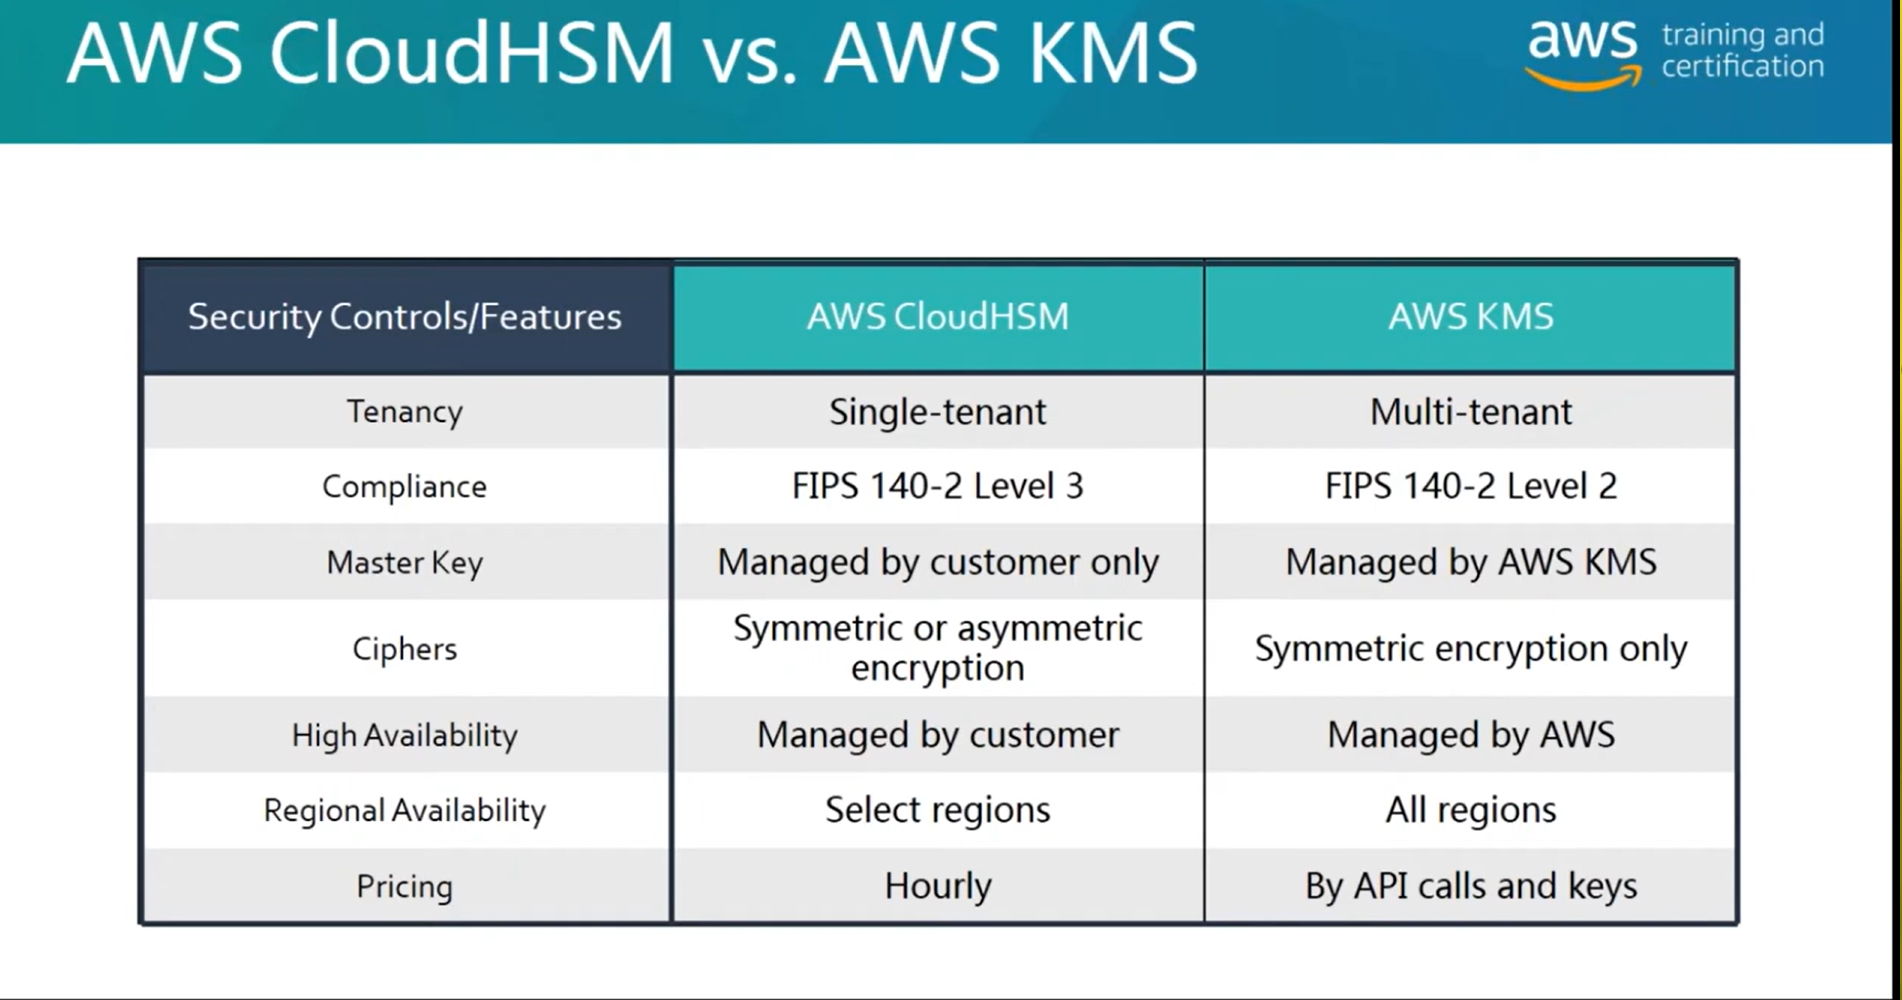 AWS CloudHSM vs. AWS KMS
aws training and
certification
Security Controls/Features AWS CloudHSM AWS KMS
Tenancy Single-tenant Multi-tenant
Compliance FIPS 140-2 Level 3 FIPS 140-2 Level 2
Master Key Managed by customer only Managed by AWS KMS
Ciphers Symmetric or asymmetric
encryption Symmetric encryption only
High Availability Managed by customer Managed by AWS
Regional Availability Select regions All regions
Pricing Hourly By API calls and keys